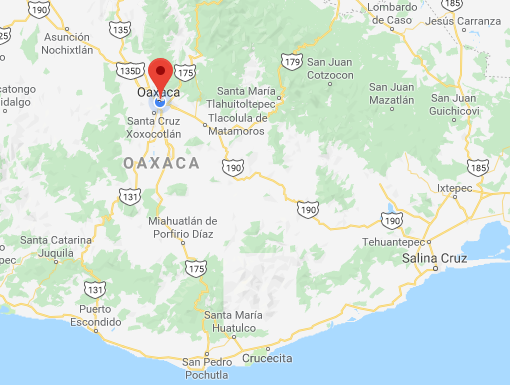 190
Lombardo
de Caso
185
Jesús Carranza
135
Asunción
Nochixtlán
135D
175
179
San Juan
Cotzocon
Oaxaca
Santa María
Tlahuitoltepec
San Juan
Mazatlán
San Juan
Guichicovi
catongo
idalgo
Santa Cruz
Xoxocotlán
Tlacolula de
Matamoros
OAXACA
190
185
131
190
190
Ixtepec
Miahuatlán de
Porfirio Díaz
Santa Catarina
Juquila
pec
Tehuantepec
Salina Cruz
175
131
Puerto
Escondido
Santa María
Huatulco
San Pedro
Pochutla
Crucecita